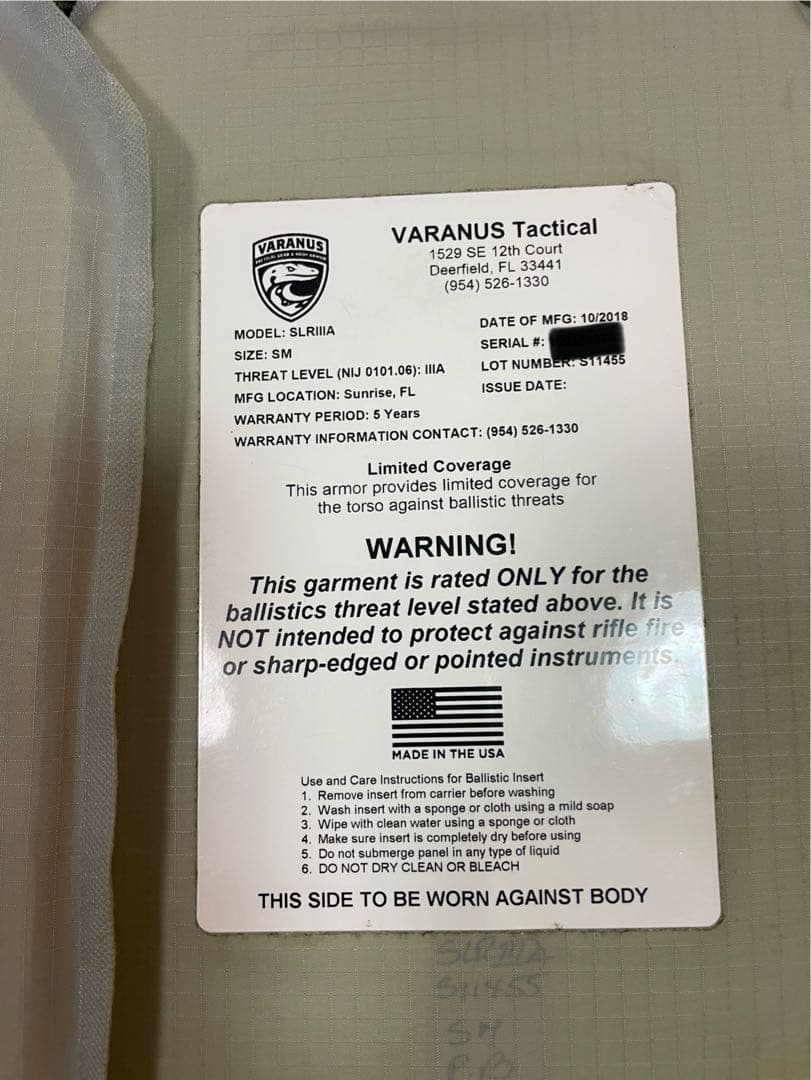 VARANUS
VARANUS Tactical
1529 SE 12th Court
Deerfield, FL 33441
(954) 526-1330
MODEL: SLRIIIA
SIZE: SM
THREAT LEVEL (NIJ 0101.06): IIIA
MFG LOCATION: Sunrise, FL
WARRANTY PERIOD: 5 Years
WARRANTY INFORMATION CONTACT: (954) 526-1330
DATE OF MFG: 10/2018
SERIAL #:
LOT NUMBER: S11455
ISSUE DATE:
Limited Coverage
This armor provides limited coverage for
the torso against ballistic threats
WARNING!
This garment is rated ONLY for the
ballistics threat level stated above. It is
NOT intended to protect against rifle fire
or sharp-edged or pointed instruments.
MADE IN THE USA
Use and Care Instructions for Ballistic Insert
1. Remove insert from carrier before washing
2. Wash insert with a sponge or cloth using a mild soap
3. Wipe with clean water using a sponge or cloth
4. Make sure insert is completely dry before using
5. Do not submerge panel in any type of liquid
6. DO NOT DRY CLEAN OR BLEACH
THIS SIDE TO BE WORN AGAINST BODY
SLRIIIA
S11455
SM